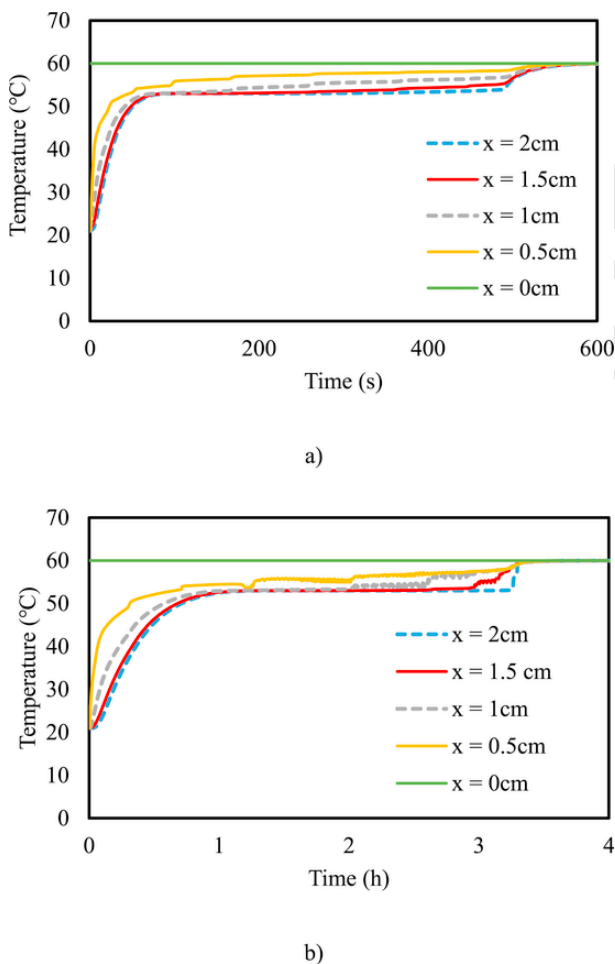 70
60
50
40
30
20
10
0
Temperature (°C)
x = 2cm
x = 1.5cm
x = 1cm
x = 0.5cm
x = 0cm
0 200 400 600
Time (s)
a)
70
60
50
40
30
20
10
0
Temperature (°C)
x = 2cm
x = 1.5 cm
x = 1cm
x = 0.5cm
x = 0cm
0 1 2 3 4
Time (h)
b)